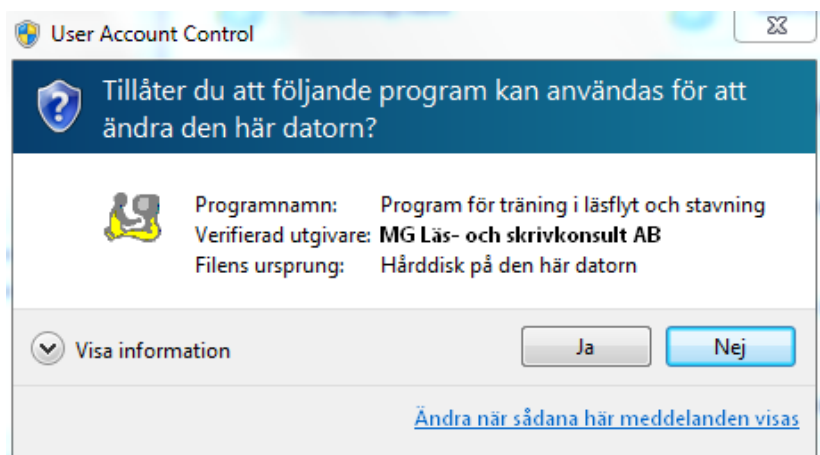 User Account Control
Tillåter du att följande program kan användas för att
ändra den här datorn?
Programnamn: Program för träning i läsflyt och stavning
Verifierad utgivare: MG Läs- och skrivkonsult AB
Filens ursprung: Hårddisk på den här datorn
Visa information Ja Nej
Ändra när sådana här meddelanden visas